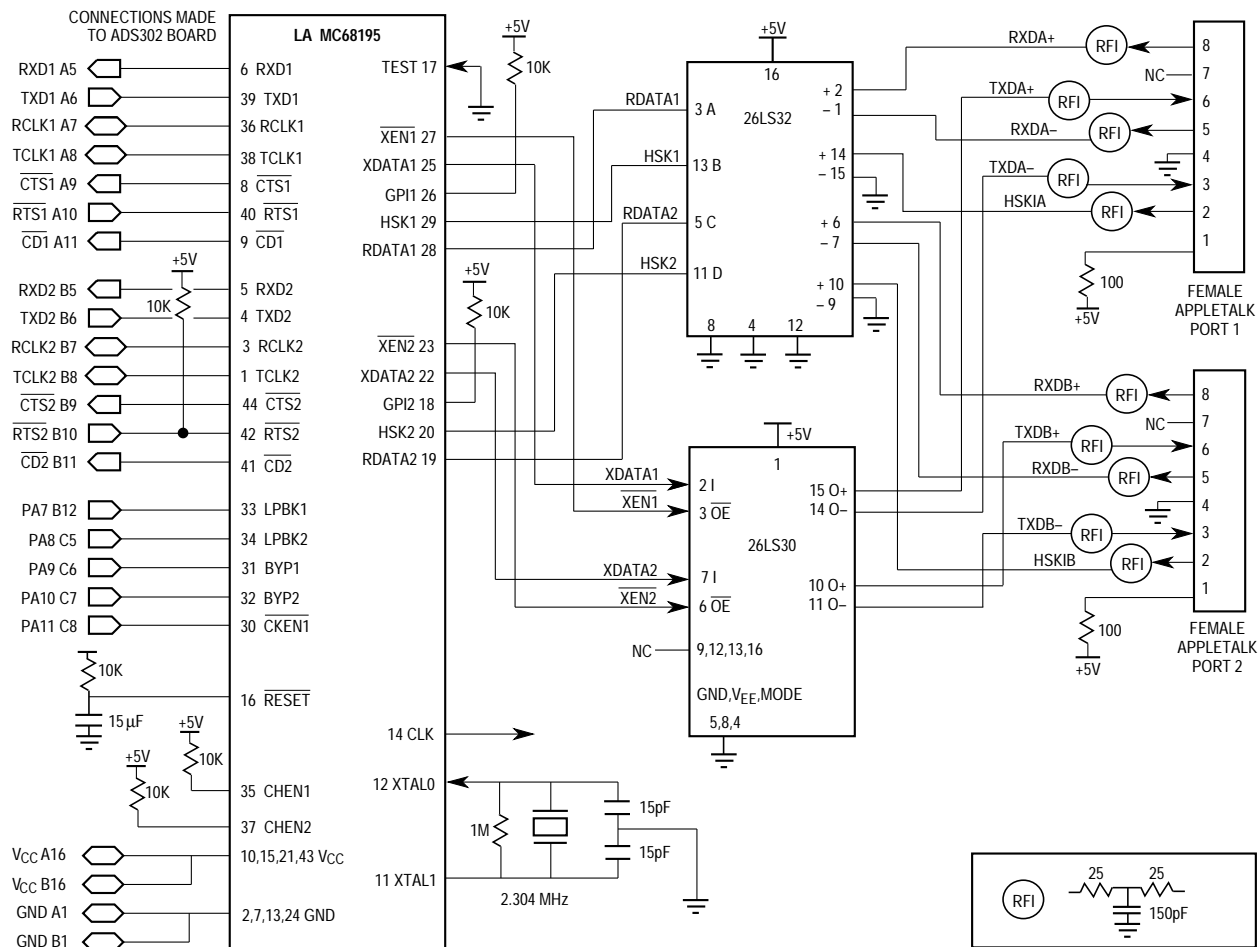 CONNECTIONS MADE
TO ADS302 BOARD
RXD1 A5
TXD1 A6
RCLK1 A7
TCLK1 A8
CTS1 A9
RTS1 A10
CD1 A11
+5V
10K
RXD2 B5
TXD2 B6
RCLK2 B7
TCLK2 B8
CTS2 B9
RTS2 B10
CD2 B11
PA7 B12
PA8 C5
PA9 C6
PA10 C7
PA11 C8
10K
15 µF
+5V
10K
+5V
10K
VCC A16
VCC B16
GND A1
GND B1
LA MC68195
6 RXD1
39 TXD1
36 RCLK1
38 TCLK1
8 CTS1
40 RTS1
9 CD1
5 RXD2
4 TXD2
3 RCLK2
1 TCLK2
44 CTS2
42 RTS2
41 CD2
33 LPBK1
34 LPBK2
31 BYP1
32 BYP2
30 CKEN1
16 RESET
35 CHEN1
37 CHEN2
10,15,21,43 VCC
2,7,13,24 GND
TEST 17
XEN1 27
XDATA1 25
GPI1 26
HSK1 29
RDATA1 28
XEN2 23
XDATA2 22
GPI2 18
HSK2 20
RDATA2 19
14 CLK
12 XTAL0
11 XTAL1
+5V
10K
+5V
10K
1M
2.304 MHz
15pF
15pF
RDATA1
HSK1
RDATA2
HSK2
+5V
16
26LS32
3 A
13 B
5 C
11 D
+ 2
– 1
+ 14
– 15
+ 6
– 7
+ 10
– 9
8
4
12
XDATA1
XEN1
XDATA2
XEN2
NC
+5V
1
2 I
3 OE
26LS30
7 I
6 OE
9,12,13,16
GND,VEE,MODE
5,8,4
15 O+
14 O–
10 O+
11 O–
RXDA+
RFI
NC
TXDA+
RFI
RXDA–
RFI
TXDA–
RFI
HSKIA
RFI
8
7
6
5
4
3
2
1
100
+5V
FEMALE
APPLETALK
PORT 1
RXDB+
RFI
NC
TXDB+
RFI
RXDB–
RFI
TXDB–
RFI
HSKIB
RFI
8
7
6
5
4
3
2
1
100
+5V
FEMALE
APPLETALK
PORT 2
RFI
25
25
150pF